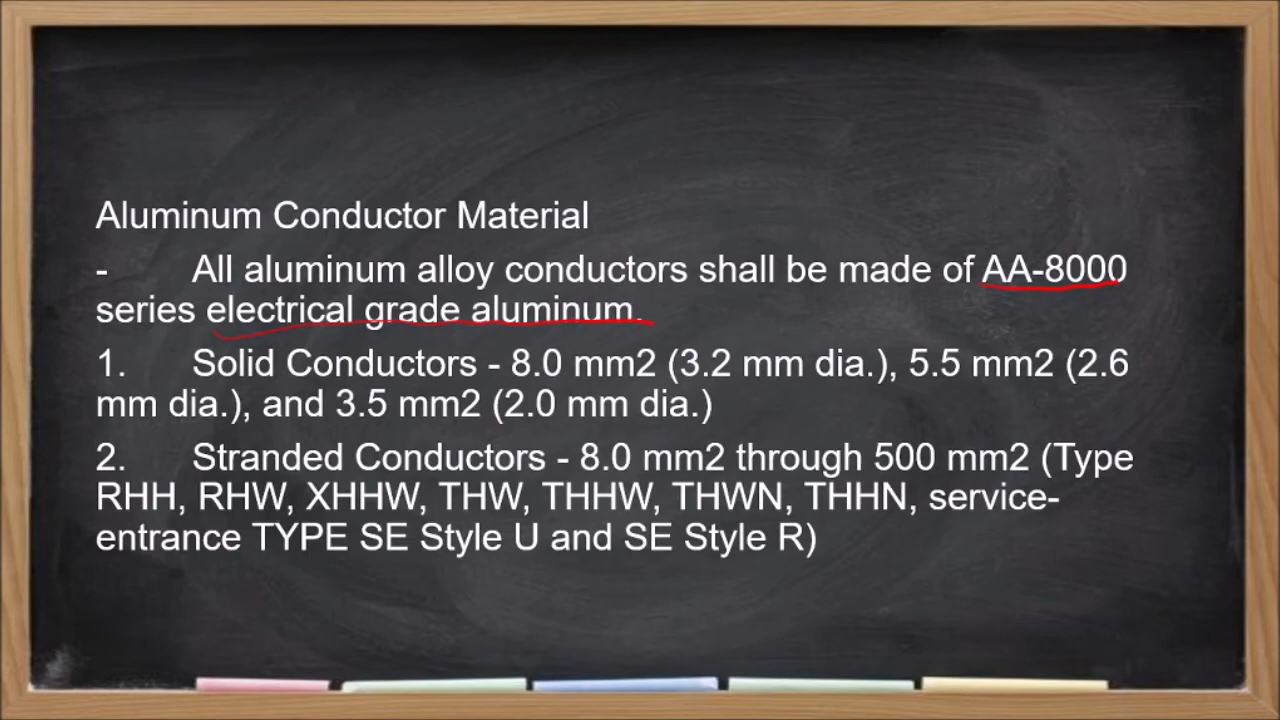 Aluminum Conductor Material
- All aluminum alloy conductors shall be made of AA-8000
series electrical grade aluminum.
1. Solid Conductors - 8.0 mm2 (3.2 mm dia.), 5.5 mm2 (2.6
mm dia.), and 3.5 mm2 (2.0 mm dia.)
2. Stranded Conductors - 8.0 mm2 through 500 mm2 (Type
RHH, RHW, XHHW, THW, THHW, THWN, THHN, service-
entrance TYPE SE Style U and SE Style R)